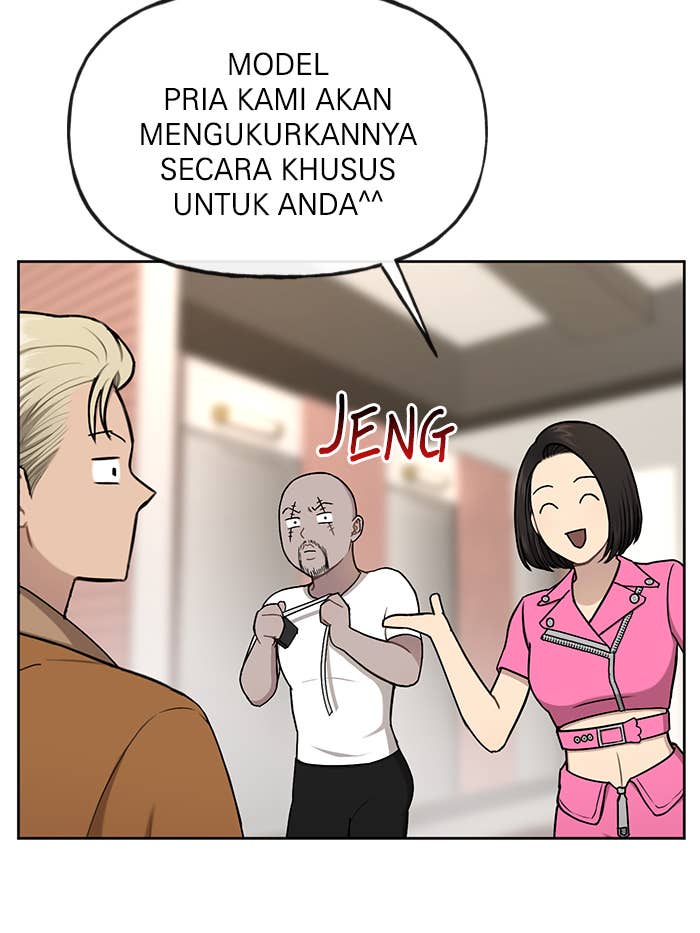 MODEL
PRIA KAMI AKAN
MENGUKURKANNYA
SECARA KHUSUS
UNTUK ANDA^^
JENG